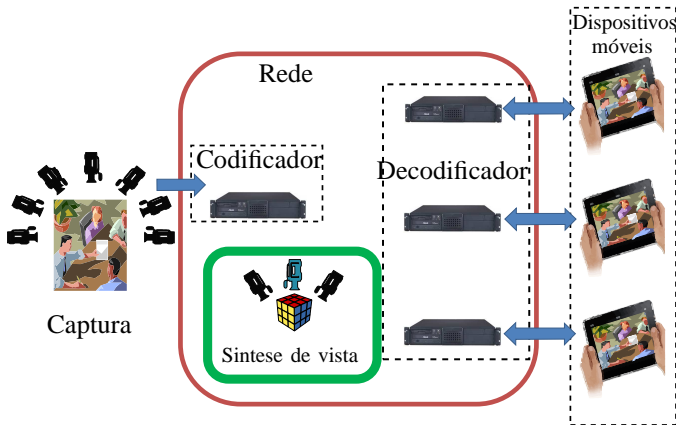 Dispositivos
móveis
Rede
Codificador
Decodificador
Captura
Sintese de vista